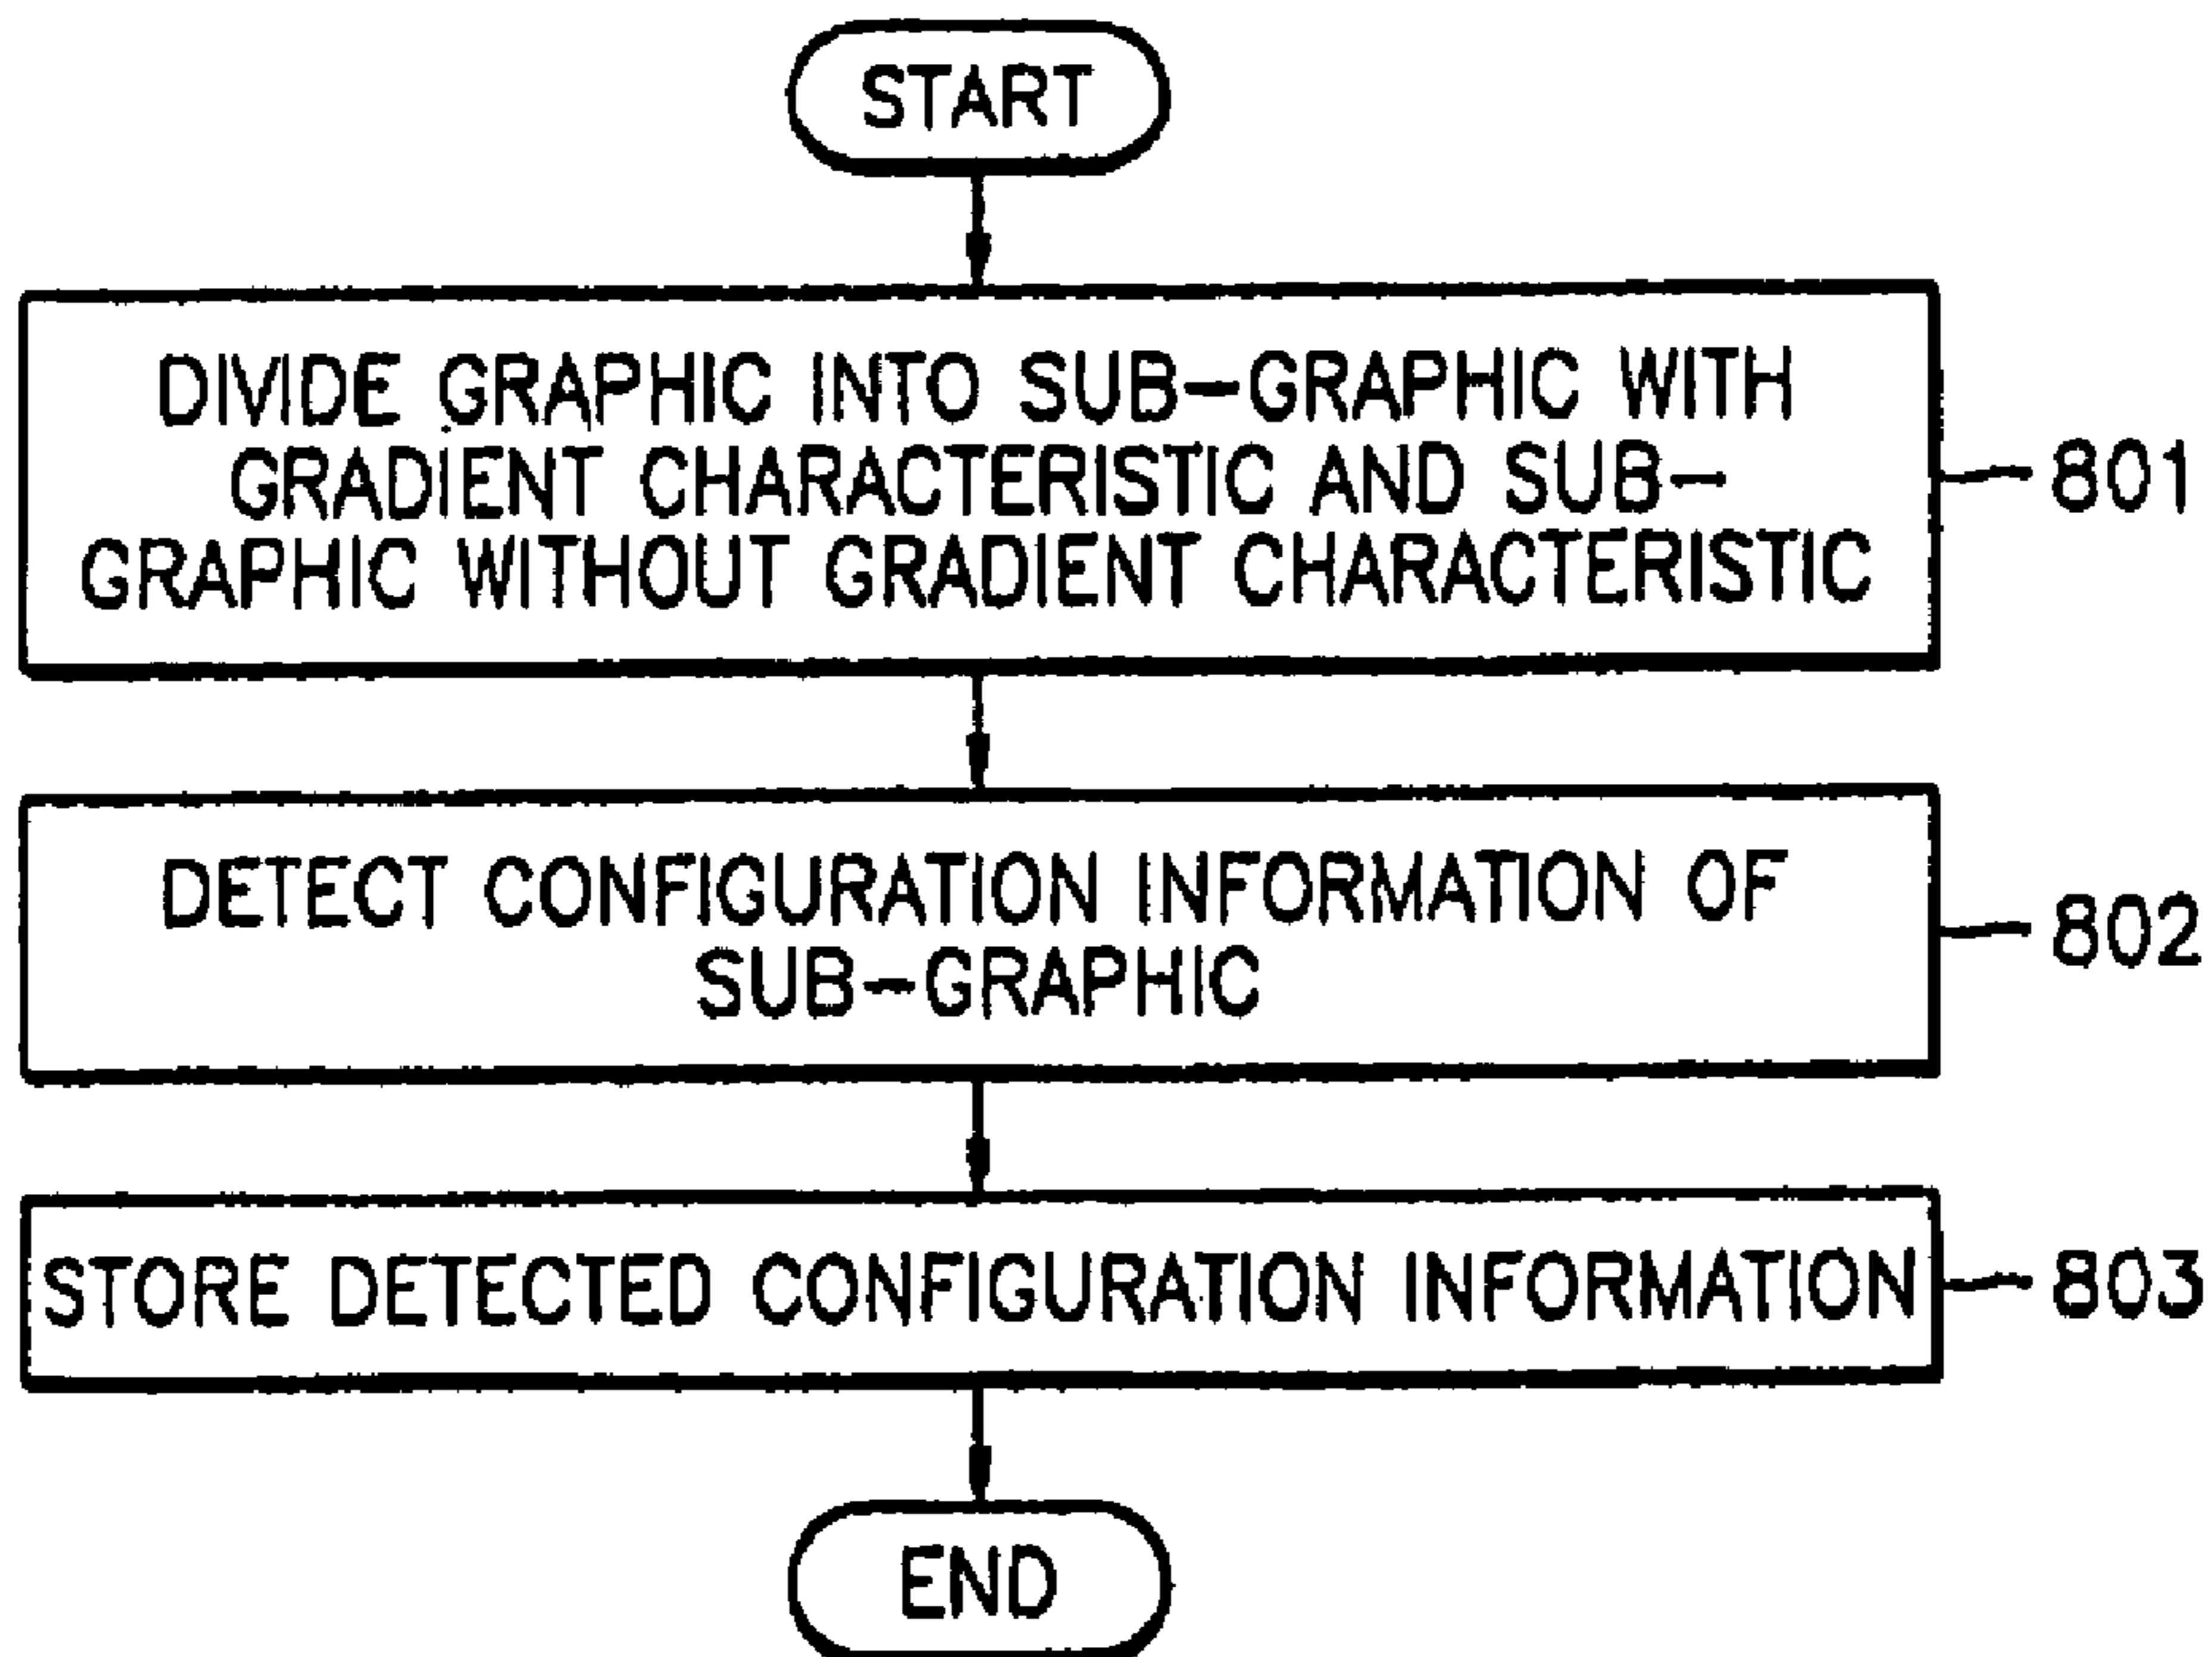 START
DIVIDE GRAPHIC INTO SUB-GRAPHIC WITH
GRADIENT CHARACTERISTIC AND SUB-
GRAPHIC WITHOUT GRADIENT CHARACTERISTIC
801
DETECT CONFIGURATION INFORMATION OF
SUB-GRAPHIC
802
STORE DETECTED CONFIGURATION INFORMATION
803
END